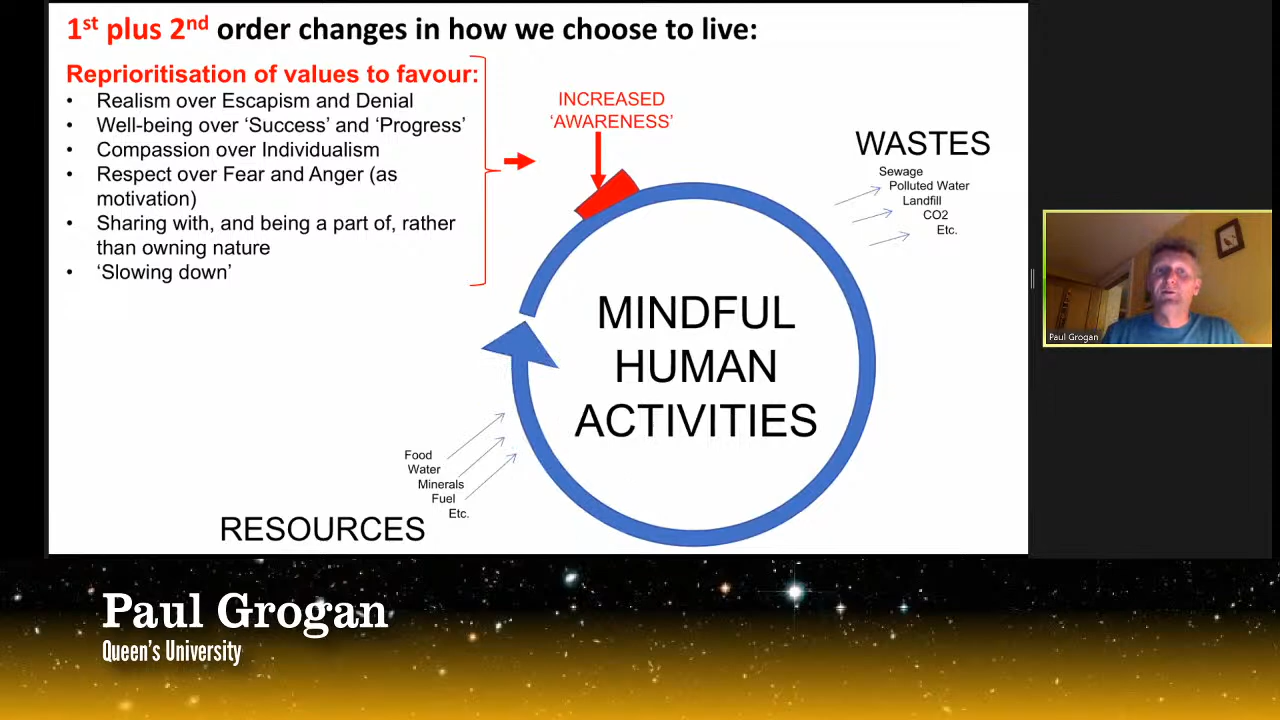 1st plus 2nd order changes in how we choose to live:
Reprioritisation of values to favour:
• Realism over Escapism and Denial
• Well-being over ‘Success’ and ‘Progress’
• Compassion over Individualism
• Respect over Fear and Anger (as
motivation)
• Sharing with, and being a part of, rather
than owning nature
• ‘Slowing down’
INCREASED
‘AWARENESS’
WASTES
Sewage
Polluted Water
Landfill
CO2
Etc.
MINDFUL
HUMAN
ACTIVITIES
Food
Water
Minerals
Fuel
Etc.
RESOURCES
Paul Grogan
Paul Grogan
Queen's University